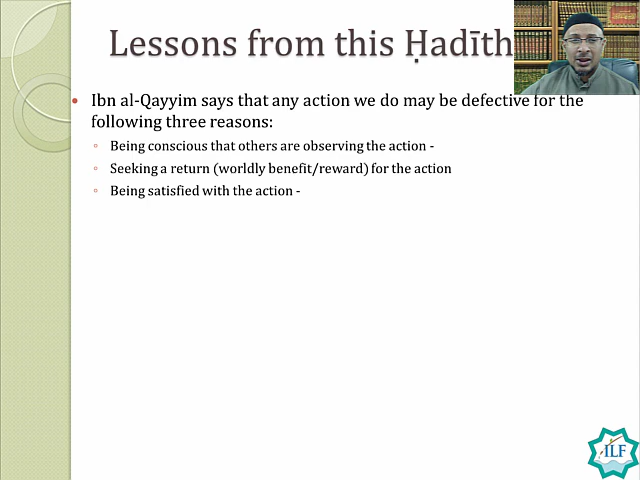 Lessons from this Ḥadīth
Ibn al-Qayyim says that any action we do may be defective for the
following three reasons:
Being conscious that others are observing the action -
Seeking a return (worldly benefit/reward) for the action
Being satisfied with the action -
ILF